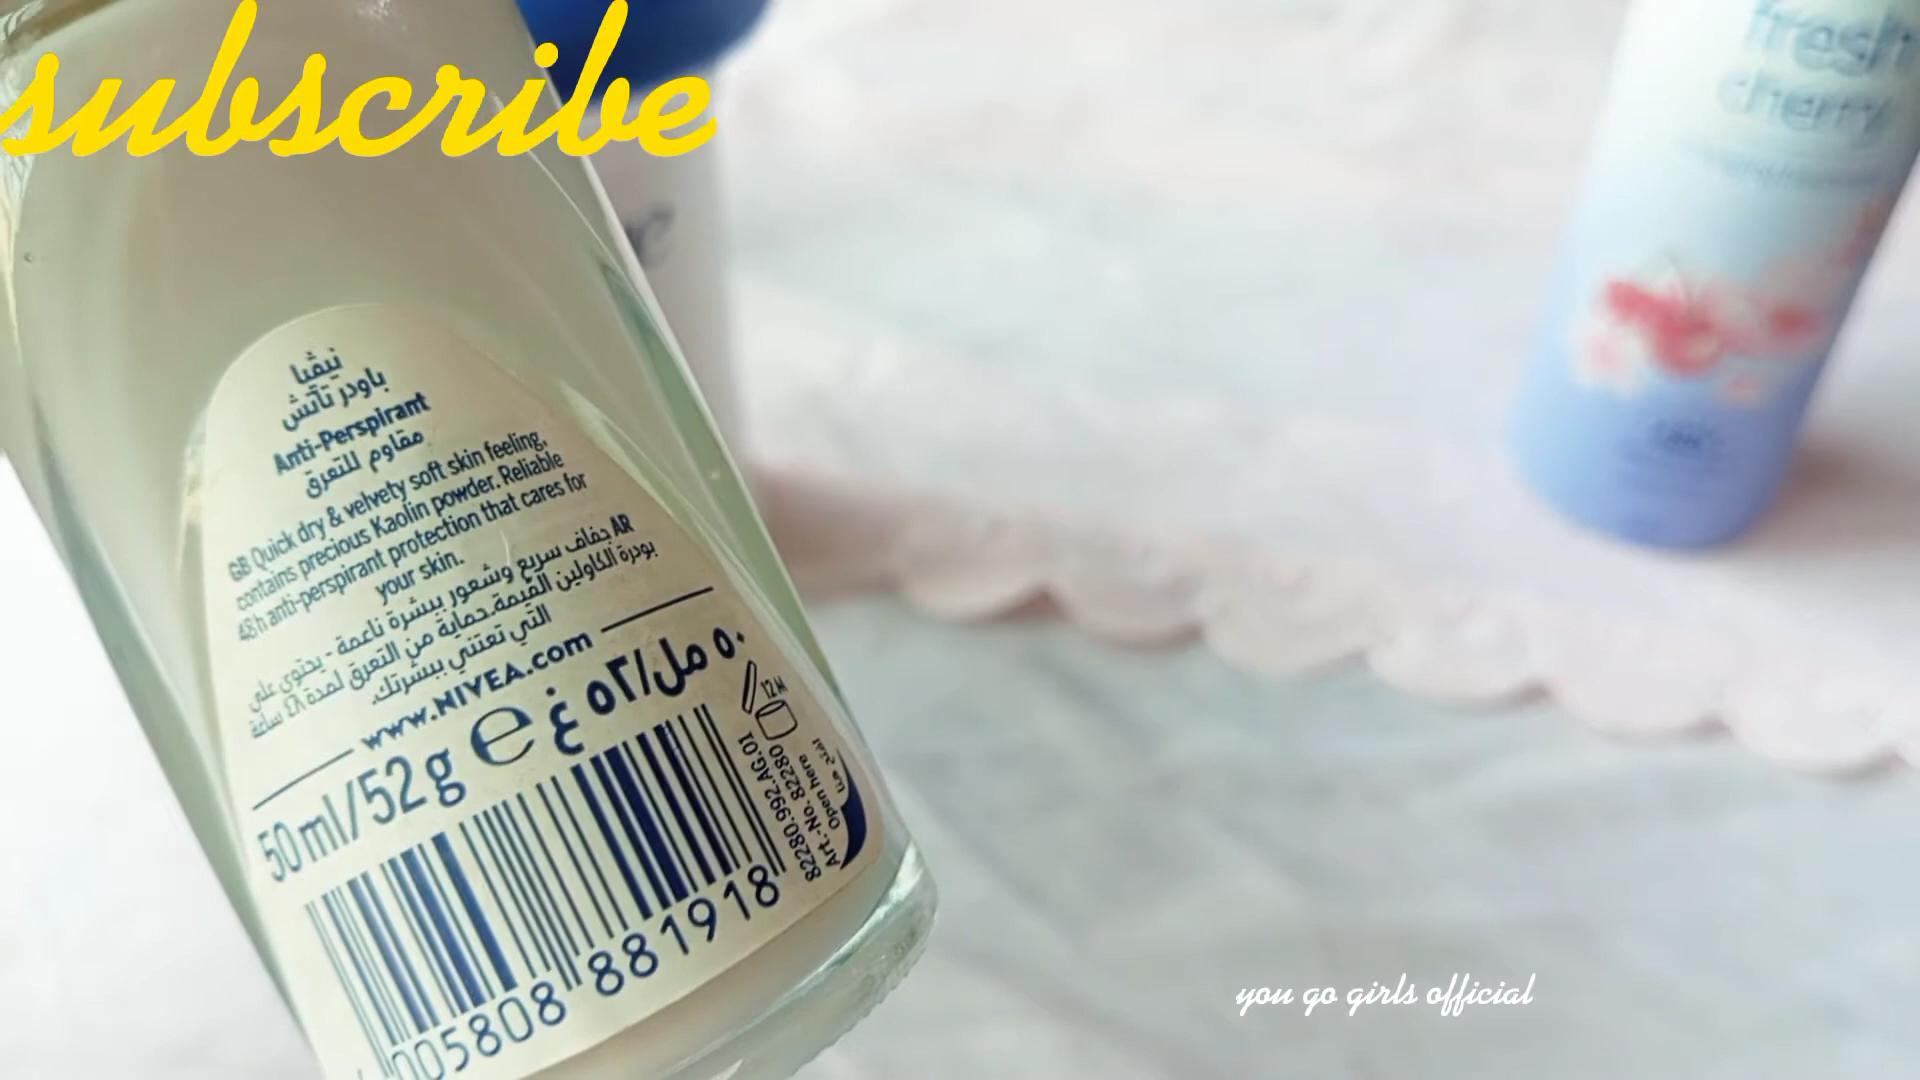 subscribe
fresh
cherry
نيڤيا
باودر تاتش
Anti-Perspirant
مقاوم للتعرق
GB Quick dry & velvety soft skin feeling,
contains precious Kaolin powder. Reliable
48h anti-perspirant protection that cares for
your skin.
AR جفاف سريع وشعور ببشرة ناعمة - يحتوي على
بودرة الكاولين القيمة. حماية من التعرق لمدة ٤٨ ساعة
التي تعتني ببشرتك.
www.NIVEA.com
50ml/52g e ٥٠ مل/٥٢ غ
12M
82280.992.AG.01
Art.-No. 82280
Open here
افتح هنا
005808 881918
you go girls official